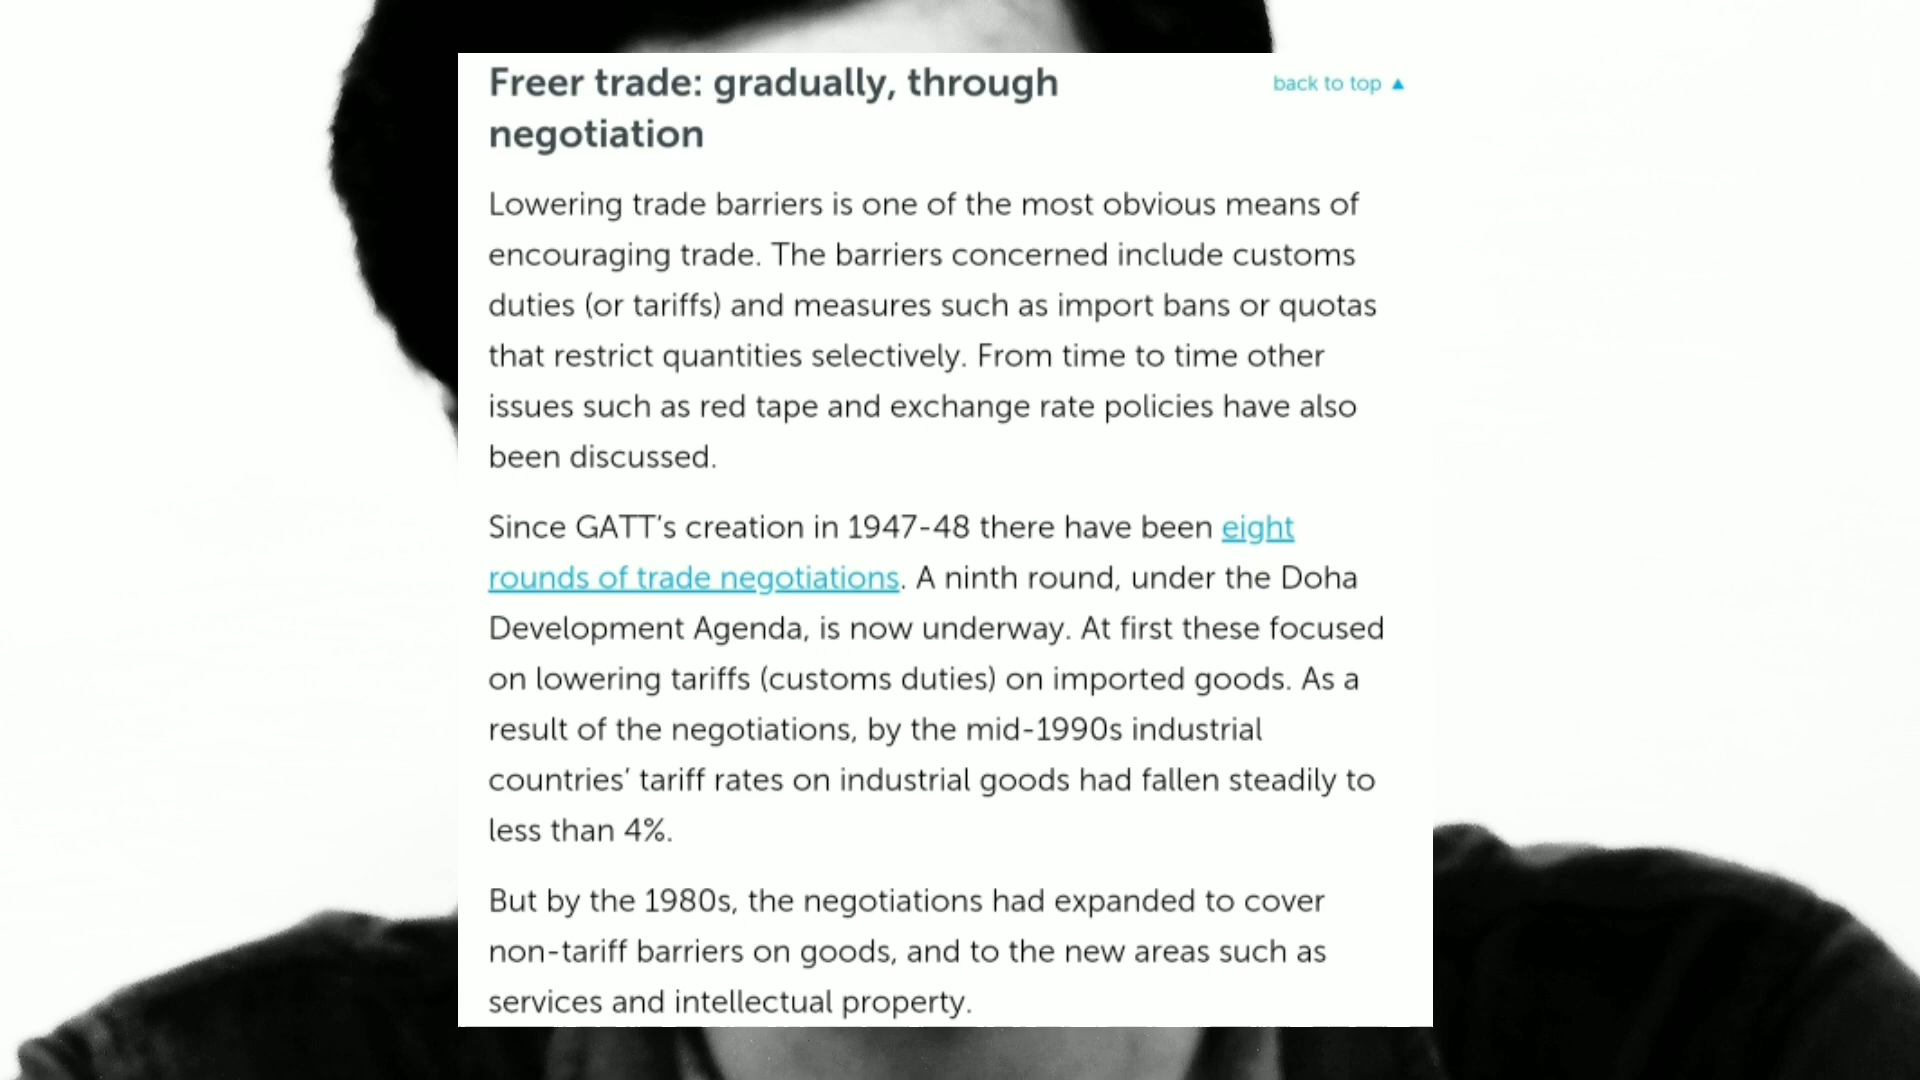 Freer trade: gradually, through
back to top ▲
negotiation
Lowering trade barriers is one of the most obvious means of
encouraging trade. The barriers concerned include customs
duties (or tariffs) and measures such as import bans or quotas
that restrict quantities selectively. From time to time other
issues such as red tape and exchange rate policies have also
been discussed.
Since GATT’s creation in 1947-48 there have been eight
rounds of trade negotiations. A ninth round, under the Doha
Development Agenda, is now underway. At first these focused
on lowering tariffs (customs duties) on imported goods. As a
result of the negotiations, by the mid-1990s industrial
countries’ tariff rates on industrial goods had fallen steadily to
less than 4%.
But by the 1980s, the negotiations had expanded to cover
non-tariff barriers on goods, and to the new areas such as
services and intellectual property.